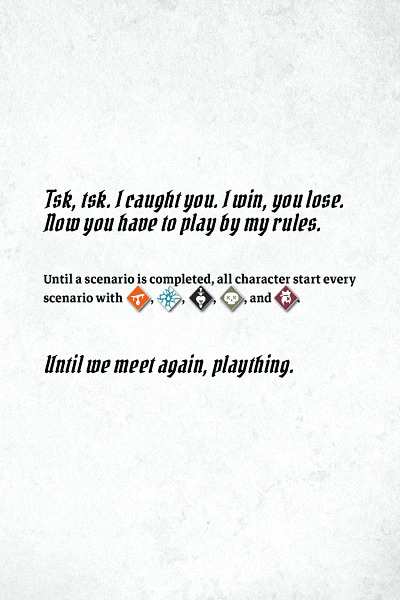 Tsk, tsk. I caught you. I win, you lose.
Now you have to play by my rules.
Until a scenario is completed, all character start every
scenario with , , , , and .
Until we meet again, plaything.